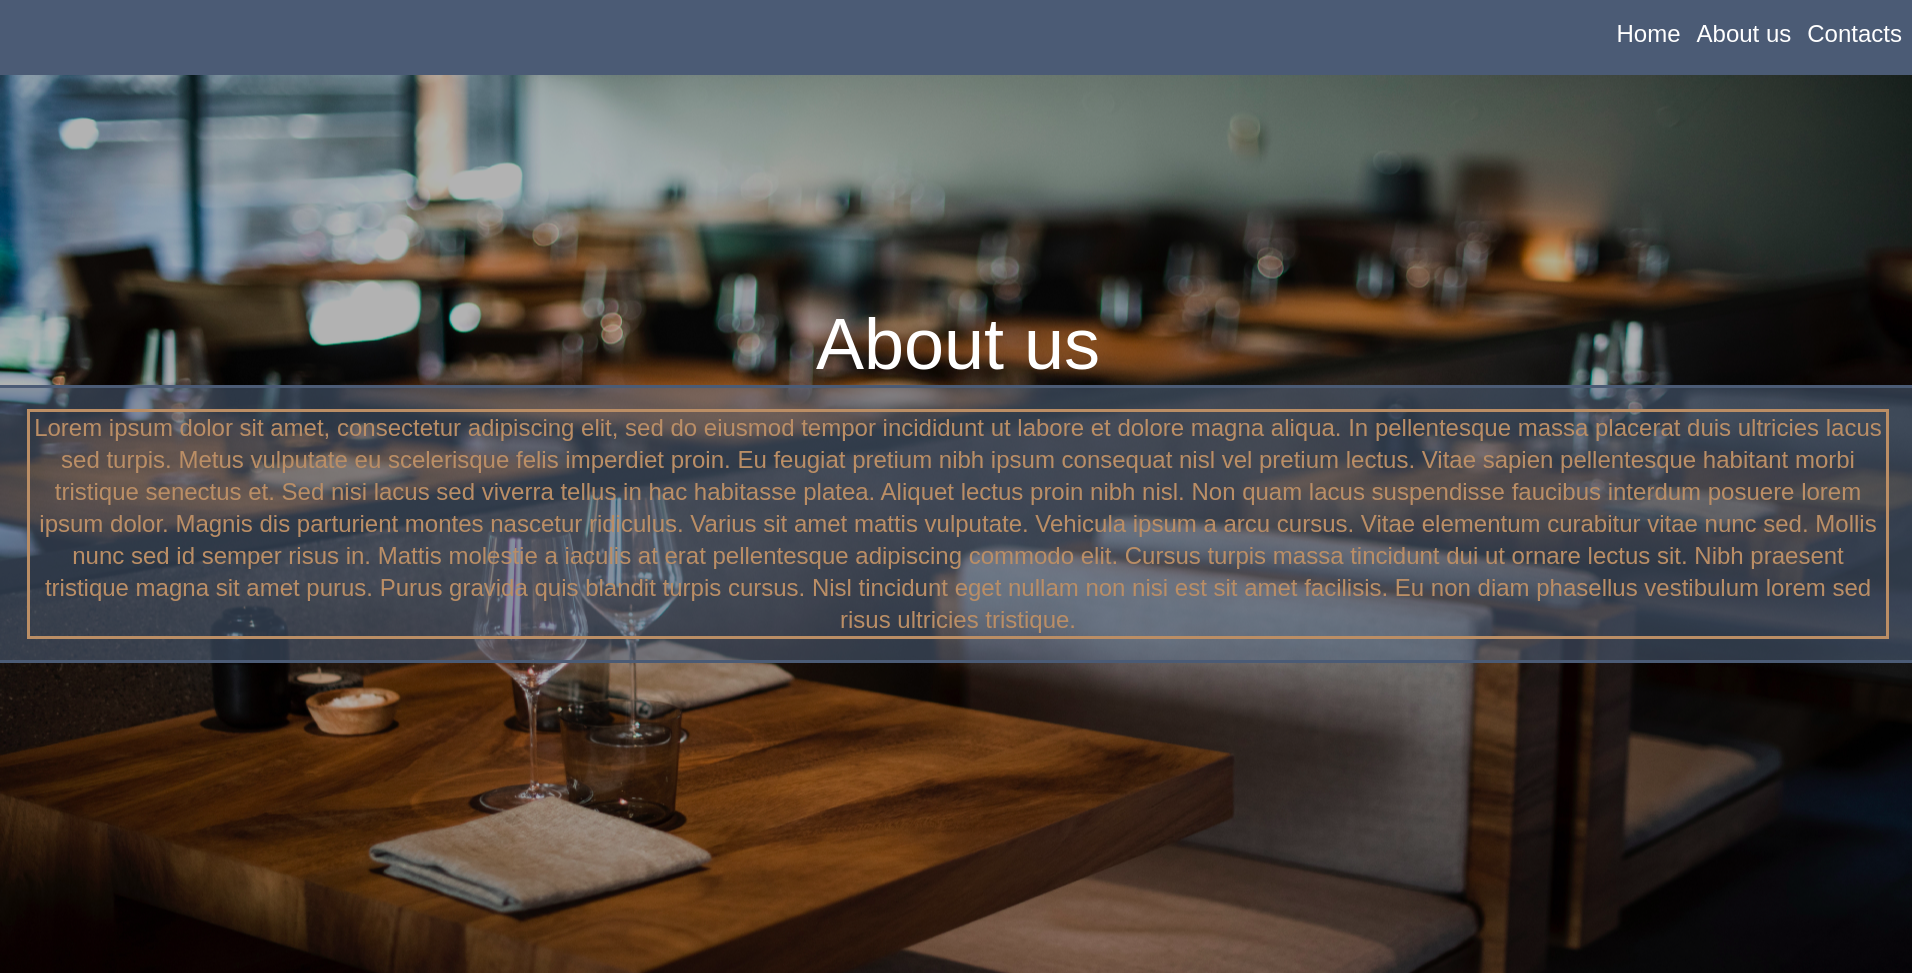 Home About us Contacts
About us
Lorem ipsum dolor sit amet, consectetur adipiscing elit, sed do eiusmod tempor incididunt ut labore et dolore magna aliqua. In pellentesque massa placerat duis ultricies lacus
sed turpis. Metus vulputate eu scelerisque felis imperdiet proin. Eu feugiat pretium nibh ipsum consequat nisl vel pretium lectus. Vitae sapien pellentesque habitant morbi
tristique senectus et. Sed nisi lacus sed viverra tellus in hac habitasse platea. Aliquet lectus proin nibh nisl. Non quam lacus suspendisse faucibus interdum posuere lorem
ipsum dolor. Magnis dis parturient montes nascetur ridiculus. Varius sit amet mattis vulputate. Vehicula ipsum a arcu cursus. Vitae elementum curabitur vitae nunc sed. Mollis
nunc sed id semper risus in. Mattis molestie a iaculis at erat pellentesque adipiscing commodo elit. Cursus turpis massa tincidunt dui ut ornare lectus sit. Nibh praesent
tristique magna sit amet purus. Purus gravida quis blandit turpis cursus. Nisl tincidunt eget nullam non nisi est sit amet facilisis. Eu non diam phasellus vestibulum lorem sed
risus ultricies tristique.